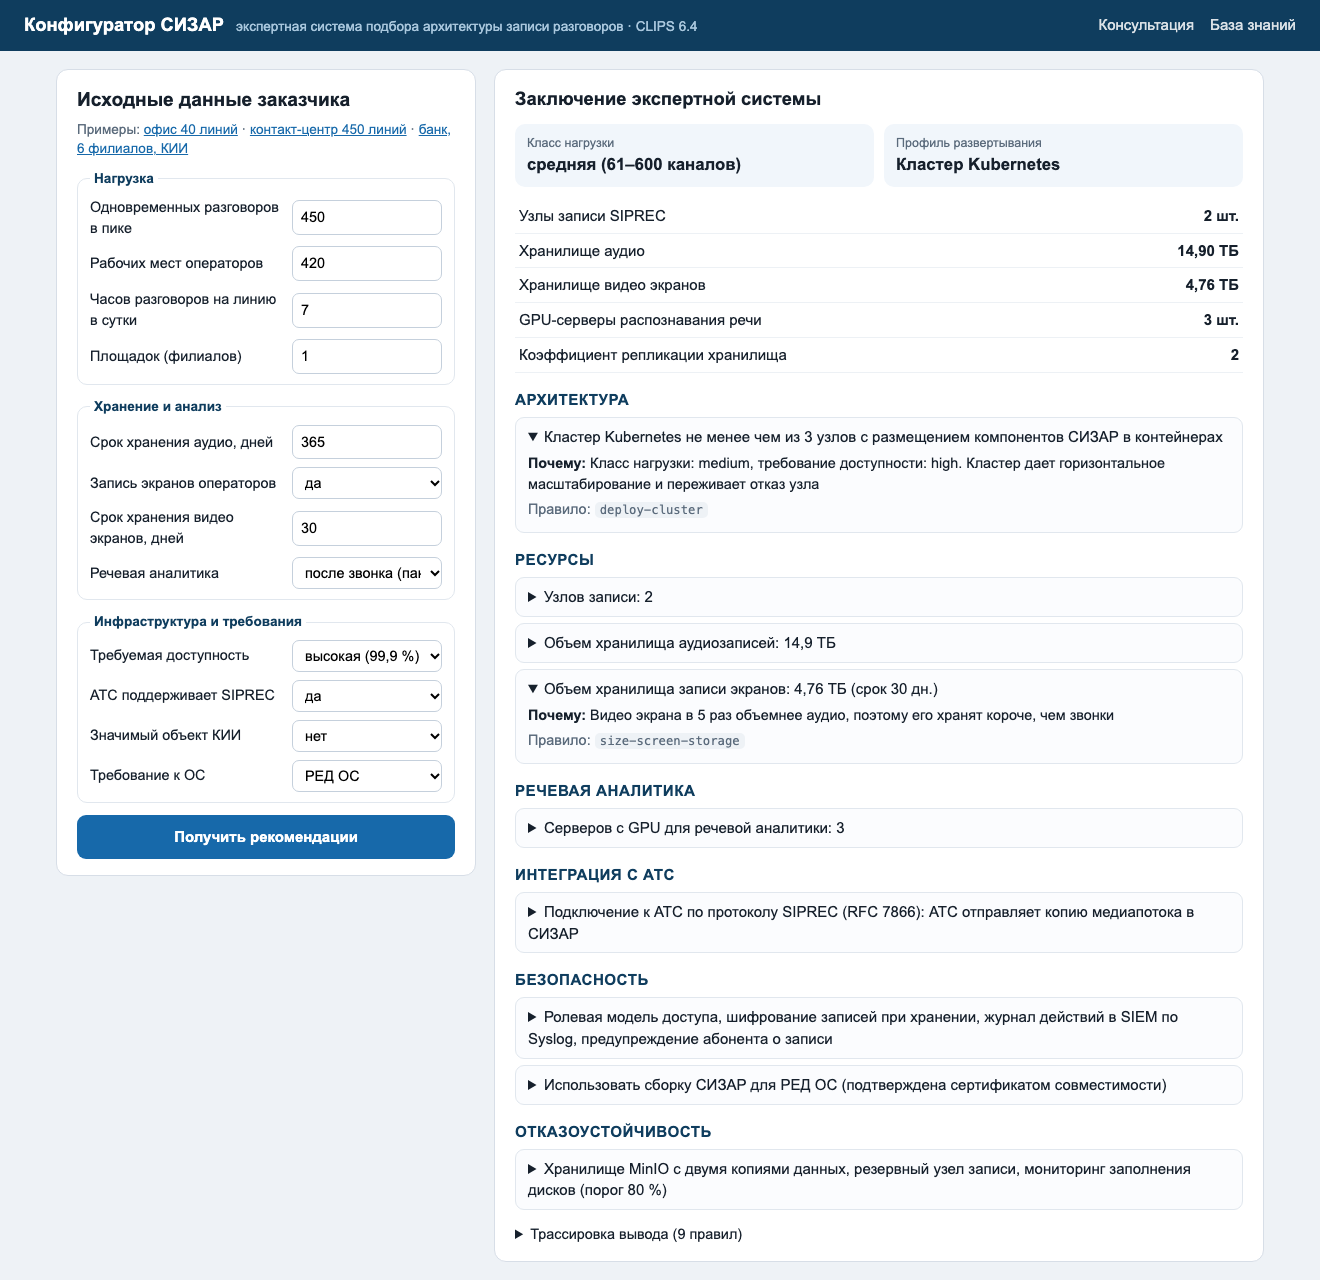 Конфигуратор СИЗАР экспертная система подбора архитектуры записи разговоров · CLIPS 6.4
Консультация База знаний
Исходные данные заказчика
Примеры: офис 40 линий · контакт-центр 450 линий · банк,
6 филиалов, КИИ
Нагрузка
Одновременных разговоров
в пике
450
Рабочих мест операторов
420
Часов разговоров на линию
в сутки
7
Площадок (филиалов)
1
Хранение и анализ
Срок хранения аудио, дней
365
Запись экранов операторов
да
Срок хранения видео
экранов, дней
30
Речевая аналитика
после звонка (пак
Инфраструктура и требования
Требуемая доступность
высокая (99,9 %)
АТС поддерживает SIPREC
да
Значимый объект КИИ
нет
Требование к ОС
РЕД ОС
Получить рекомендации
Заключение экспертной системы
Класс нагрузки
средняя (61–600 каналов)
Профиль развертывания
Кластер Kubernetes
Узлы записи SIPREC 2 шт.
Хранилище аудио 14,90 ТБ
Хранилище видео экранов 4,76 ТБ
GPU-серверы распознавания речи 3 шт.
Коэффициент репликации хранилища 2
АРХИТЕКТУРА
▼ Кластер Kubernetes не менее чем из 3 узлов с размещением компонентов СИЗАР в контейнерах
Почему: Класс нагрузки: medium, требование доступности: high. Кластер дает горизонтальное
масштабирование и переживает отказ узла
Правило: deploy-cluster
РЕСУРСЫ
▶ Узлов записи: 2
▶ Объем хранилища аудиозаписей: 14,9 ТБ
▼ Объем хранилища записи экранов: 4,76 ТБ (срок 30 дн.)
Почему: Видео экрана в 5 раз объемнее аудио, поэтому его хранят короче, чем звонки
Правило: size-screen-storage
РЕЧЕВАЯ АНАЛИТИКА
▶ Серверов с GPU для речевой аналитики: 3
ИНТЕГРАЦИЯ С АТС
▶ Подключение к АТС по протоколу SIPREC (RFC 7866): АТС отправляет копию медиапотока в
СИЗАР
БЕЗОПАСНОСТЬ
▶ Ролевая модель доступа, шифрование записей при хранении, журнал действий в SIEM по
Syslog, предупреждение абонента о записи
▶ Использовать сборку СИЗАР для РЕД ОС (подтверждена сертификатом совместимости)
ОТКАЗОУСТОЙЧИВОСТЬ
▶ Хранилище MinIO с двумя копиями данных, резервный узел записи, мониторинг заполнения
дисков (порог 80 %)
▶ Трассировка вывода (9 правил)